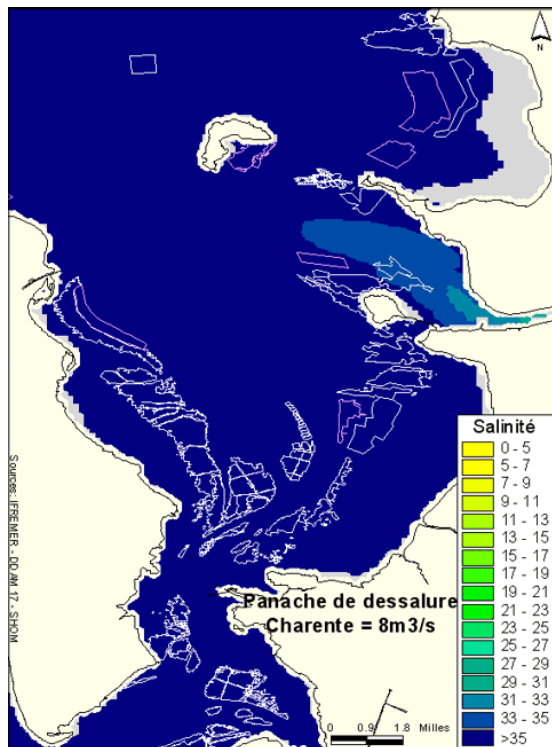 N
Salinité
0 - 5
5 - 7
7 - 9
9 - 11
11 - 13
13 - 15
15 - 17
17 - 19
19 - 21
21 - 23
23 - 25
25 - 27
27 - 29
29 - 31
31 - 33
33 - 35
>35
Sources: IFREMER - DDAM 17 - SHOM
Panache de dessalure
Charente = 8m3/s
0 0.9 1.8 Milles